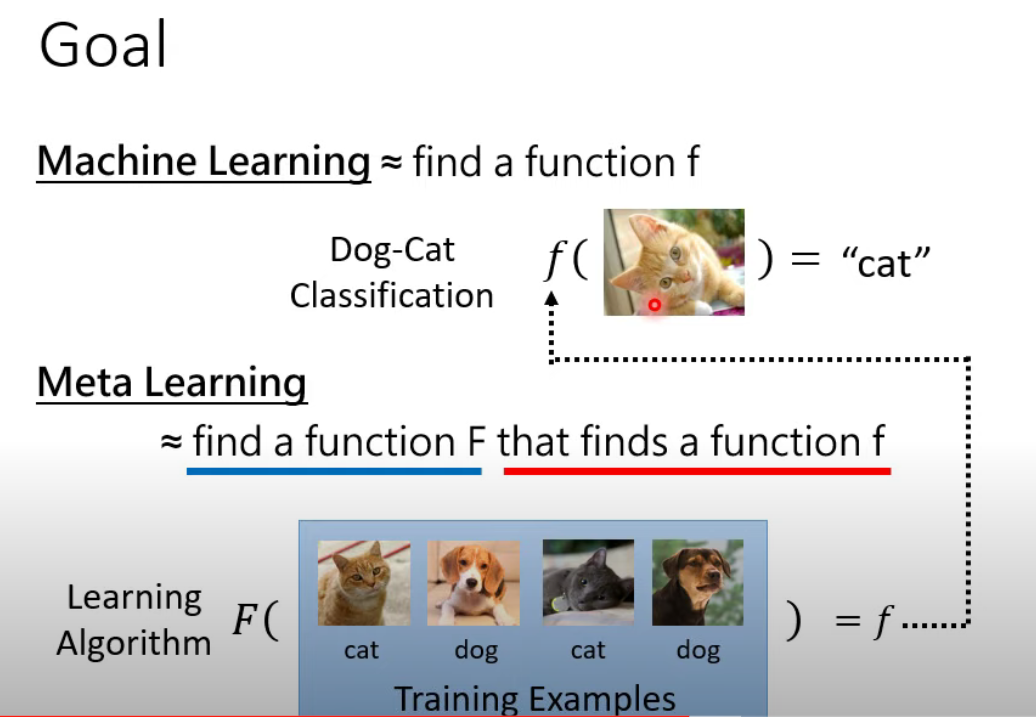 Goal
Machine Learning ≈ find a function f
Dog-Cat
Classification
𝑓( ) = “cat”
Meta Learning
≈ find a function F that finds a function f
Learning
Algorithm
𝐹( ) = 𝑓
cat dog cat dog
Training Examples